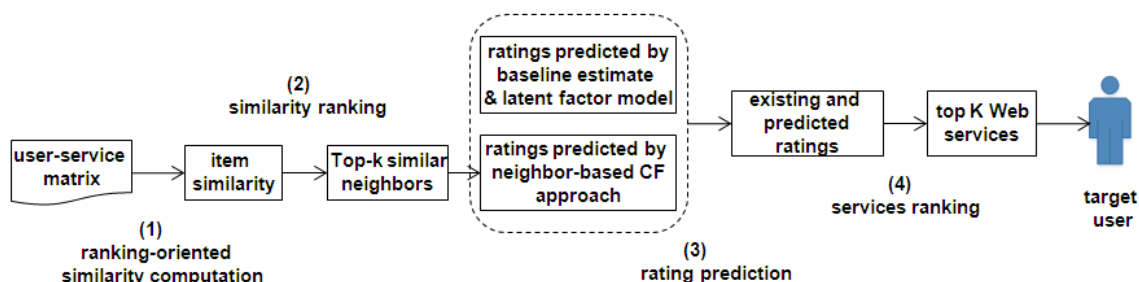 user-service
matrix
(1)
ranking-oriented
similarity computation
item
similarity
(2)
similarity ranking
Top-k similar
neighbors
ratings predicted by
baseline estimate
& latent factor model
ratings predicted by
neighbor-based CF
approach
(3)
rating prediction
existing and
predicted
ratings
(4)
services ranking
top K Web
services
target
user